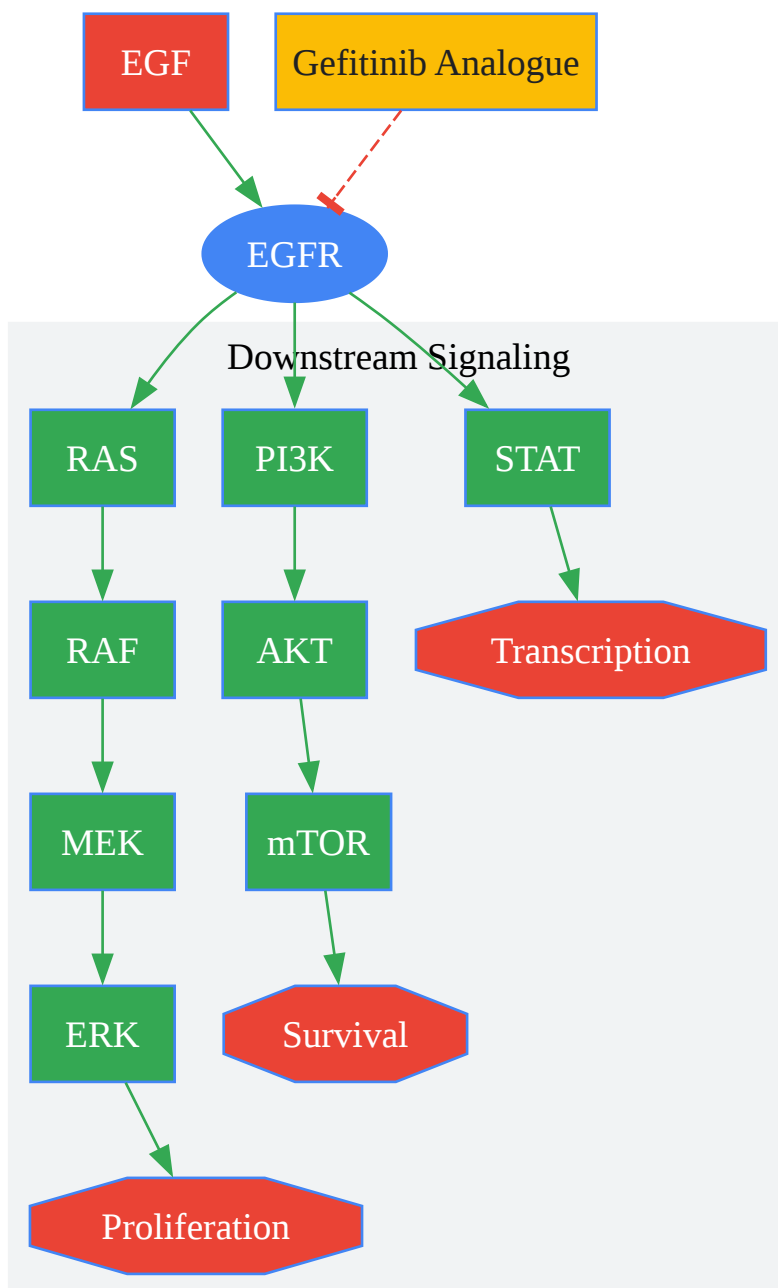 EGF
Gefitinib Analogue
EGFR
Downstream Signaling
RAS
PI3K
STAT
RAF
AKT
Transcription
MEK
mTOR
ERK
Survival
Proliferation